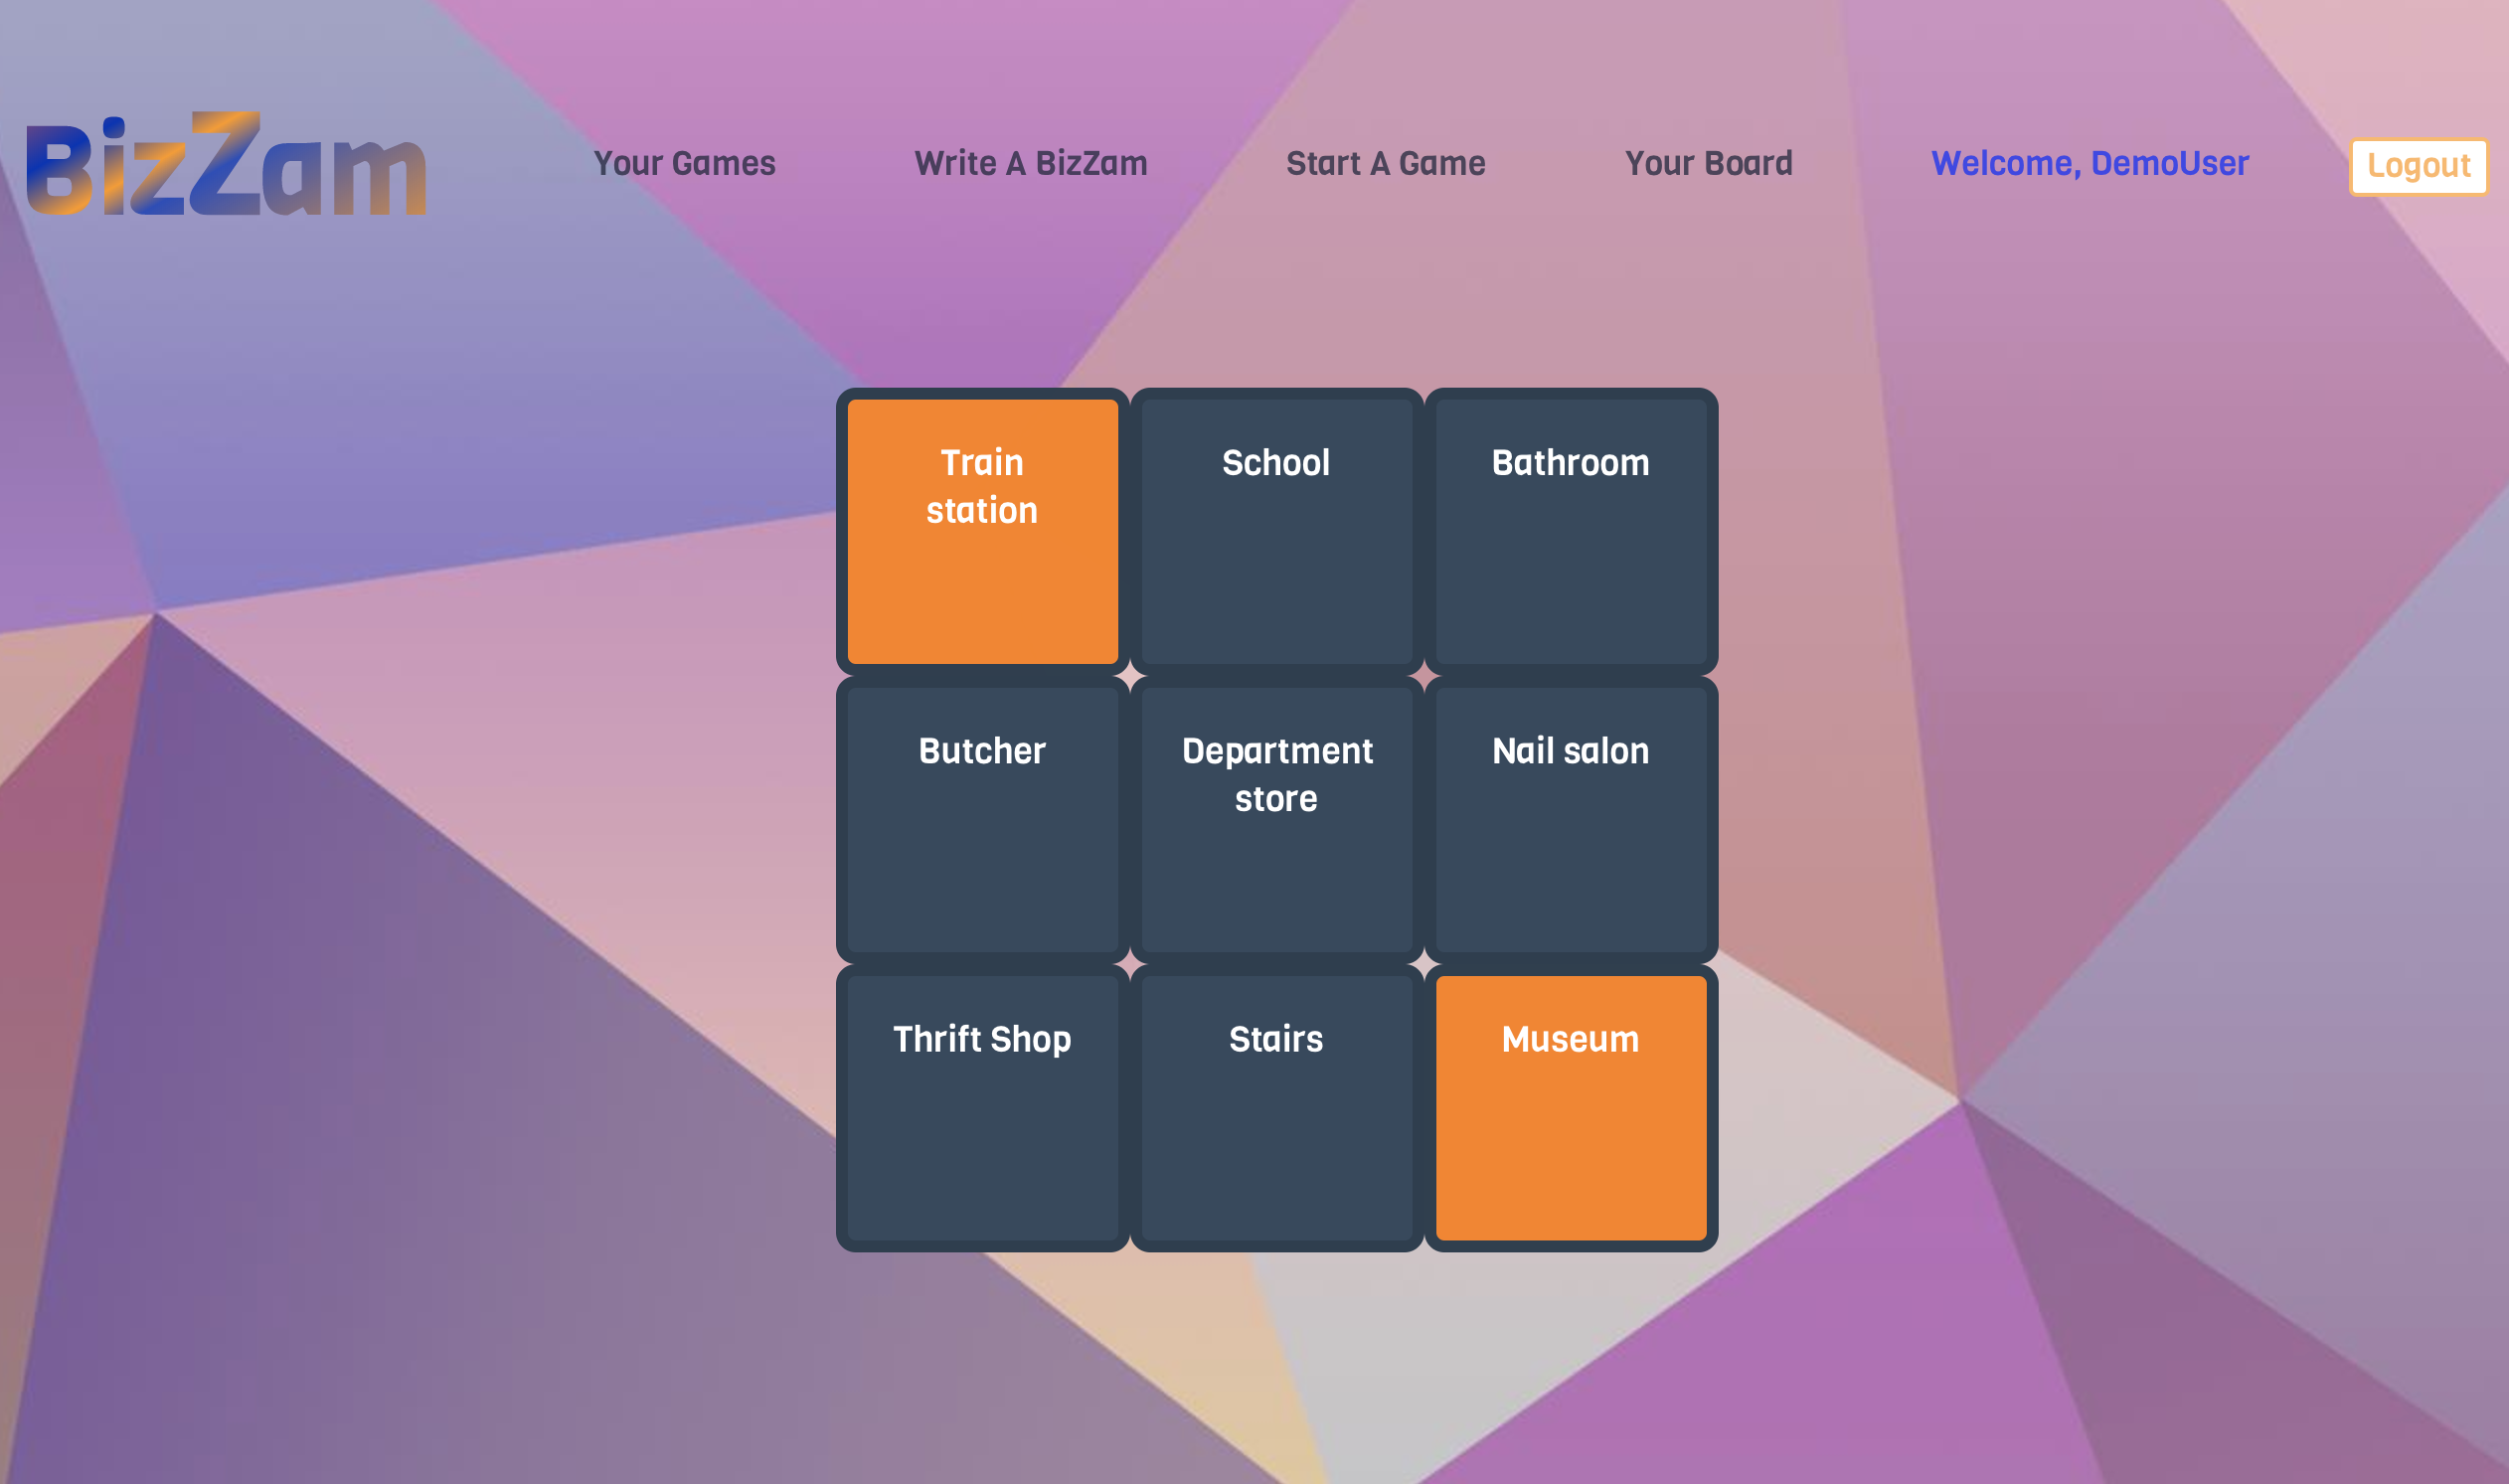 BizZam
Your Games
Write A BizZam
Start A Game
Your Board
Welcome, DemoUser
Logout
Train
station
School
Bathroom
Butcher
Department
store
Nail salon
Thrift Shop
Stairs
Museum